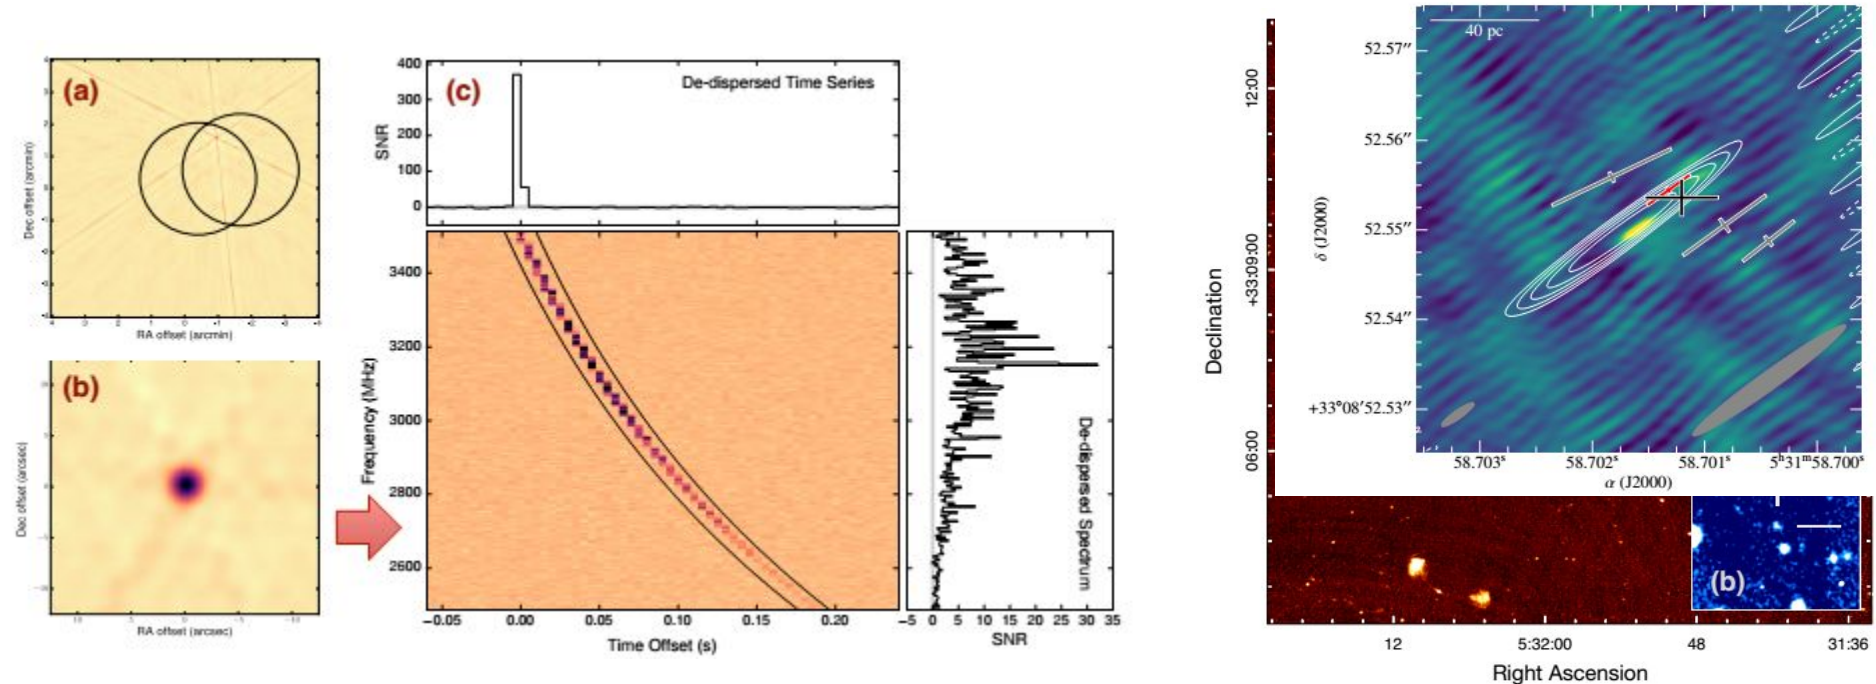 (a)
Dec offset (arcmin)
RA offset (arcmin)
(b)
Dec offset (arcsec)
RA offset (arcsec)
10 5 0 -5 -10
(c)
De-dispersed Time Series
SNR
400
300
200
100
0
Frequency (MHz)
3400
3200
3000
2800
2600
-0.05 0.00 0.05 0.10 0.15 0.20
Time Offset (s)
De-dispersed Spectrum
-5 0 5 10 15 20 25 30 35
SNR
Declination
12:00
+33:09:00
06:00
40 pc
δ (J2000)
52.57″
52.56″
52.55″
52.54″
+33°08′52.53″
58.703ˢ 58.702ˢ 58.701ˢ 5ʰ31ᵐ58.700ˢ
α (J2000)
(b)
12 5:32:00 48 31:36
Right Ascension